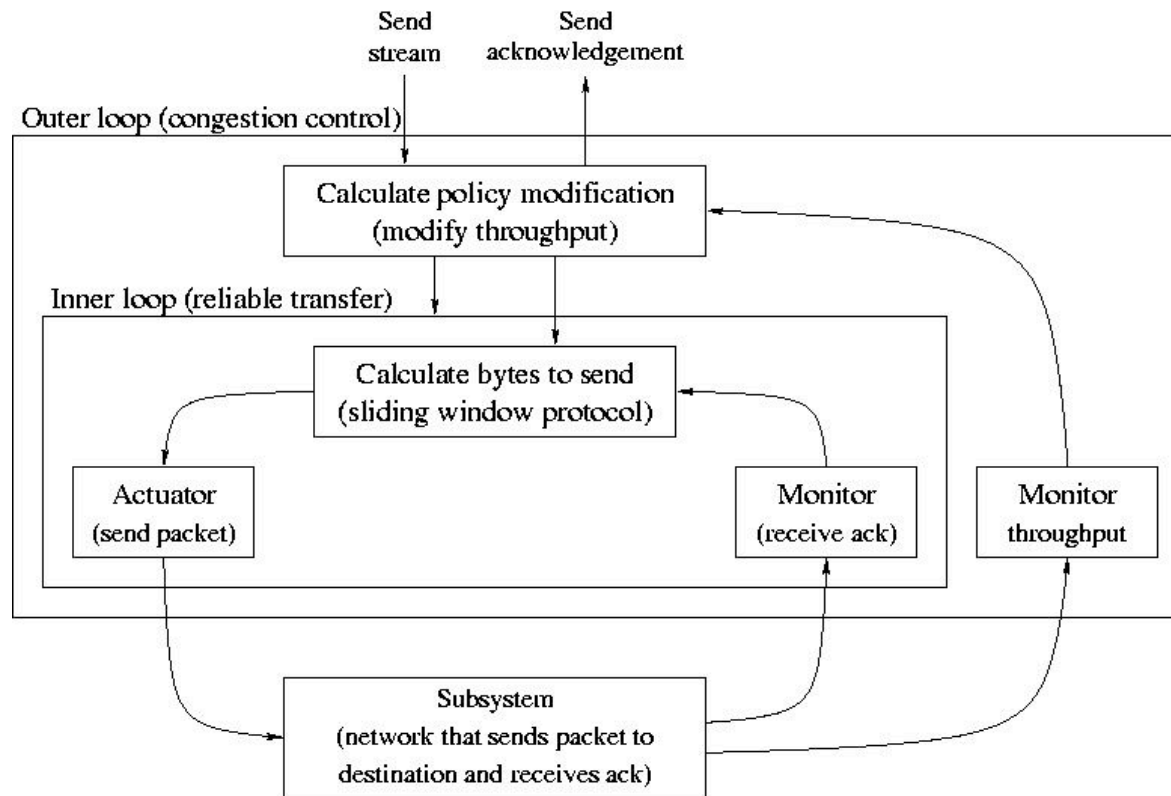 Send
stream
Send
acknowledgement
Outer loop (congestion control)
Calculate policy modification
(modify throughput)
Inner loop (reliable transfer)
Calculate bytes to send
(sliding window protocol)
Actuator
(send packet)
Monitor
(receive ack)
Monitor
throughput
Subsystem
(network that sends packet to
destination and receives ack)